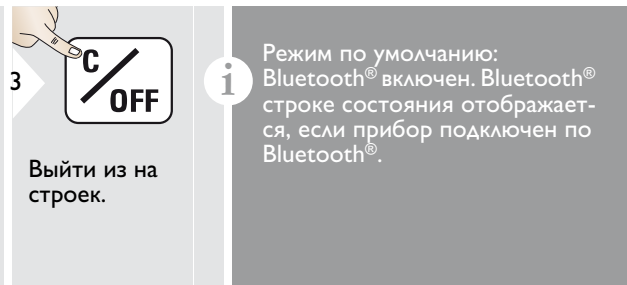 3
C/OFF
Выйти из на
строек.
i
Режим по умолчанию:
Bluetooth® включен. Bluetooth®
строке состояния отображает-
ся, если прибор подключен по
Bluetooth®.